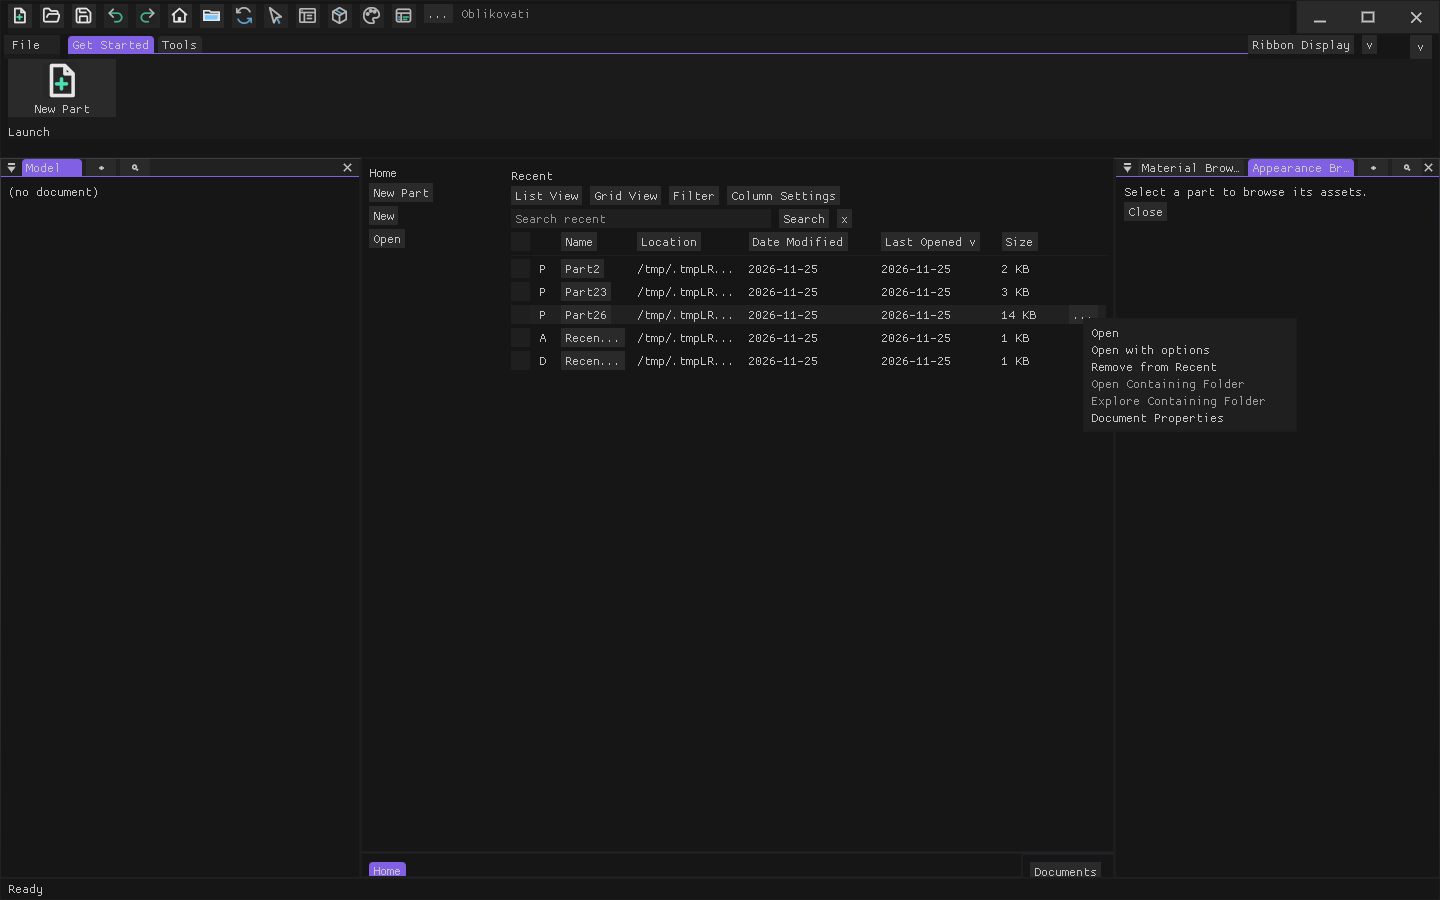 ... Oblikovati
File Get Started Tools Ribbon Display v v
New Part
Launch
Model
(no document)
Home
New Part
New
Open
Recent
List View Grid View Filter Column Settings
Search recent Search x
Name Location Date Modified Last Opened v Size
P Part2 /tmp/.tmpLR... 2026-11-25 2026-11-25 2 KB
P Part23 /tmp/.tmpLR... 2026-11-25 2026-11-25 3 KB
P Part26 /tmp/.tmpLR... 2026-11-25 2026-11-25 14 KB ...
A Recen... /tmp/.tmpLR... 2026-11-25 2026-11-25 1 KB
D Recen... /tmp/.tmpLR... 2026-11-25 2026-11-25 1 KB
Open
Open with options
Remove from Recent
Open Containing Folder
Explore Containing Folder
Document Properties
Material Brow… Appearance Br…
Select a part to browse its assets.
Close
Home Documents
Ready